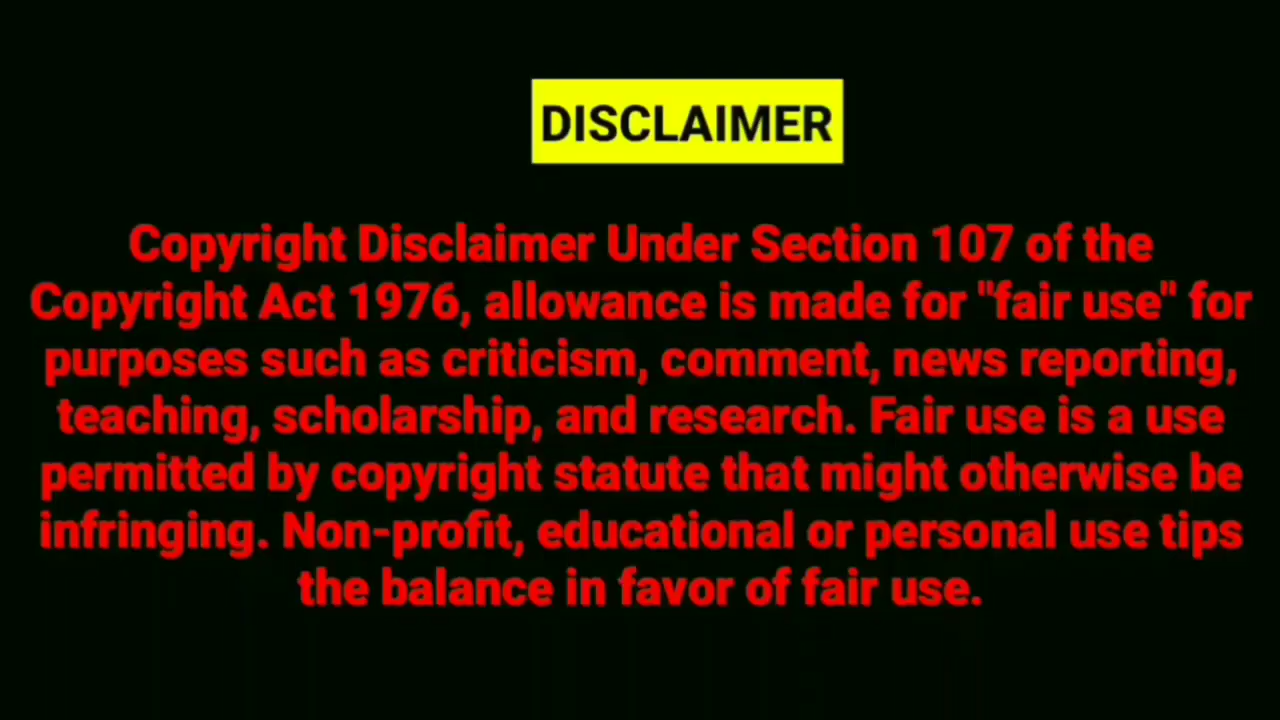 DISCLAIMER
Copyright Disclaimer Under Section 107 of the
Copyright Act 1976, allowance is made for "fair use" for
purposes such as criticism, comment, news reporting,
teaching, scholarship, and research. Fair use is a use
permitted by copyright statute that might otherwise be
infringing. Non-profit, educational or personal use tips
the balance in favor of fair use.